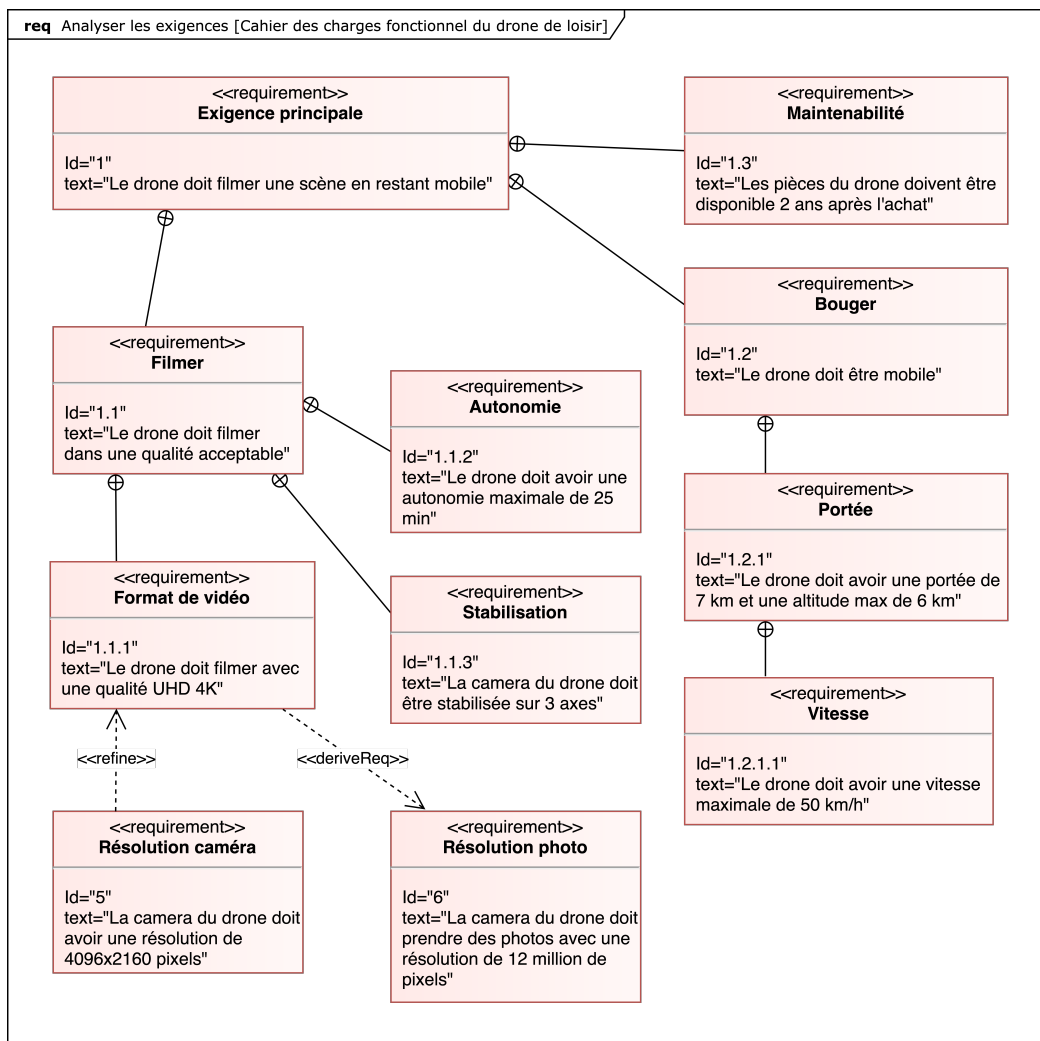 req Analyser les exigences [Cahier des charges fonctionnel du drone de loisir]
<<requirement>>
Exigence principale
Id="1"
text="Le drone doit filmer une scène en restant mobile"
<<requirement>>
Maintenabilité
Id="1.3"
text="Les pièces du drone doivent être
disponible 2 ans après l'achat"
<<requirement>>
Bouger
Id="1.2"
text="Le drone doit être mobile"
<<requirement>>
Filmer
Id="1.1"
text="Le drone doit filmer
dans une qualité acceptable"
<<requirement>>
Autonomie
Id="1.1.2"
text="Le drone doit avoir une
autonomie maximale de 25
min"
<<requirement>>
Portée
Id="1.2.1"
text="Le drone doit avoir une portée de
7 km et une altitude max de 6 km"
<<requirement>>
Format de vidéo
Id="1.1.1"
text="Le drone doit filmer avec
une qualité UHD 4K"
<<requirement>>
Stabilisation
Id="1.1.3"
text="La camera du drone doit
être stabilisée sur 3 axes"
<<requirement>>
Vitesse
Id="1.2.1.1"
text="Le drone doit avoir une vitesse
maximale de 50 km/h"
<<refine>>
<<deriveReq>>
<<requirement>>
Résolution caméra
Id="5"
text="La camera du drone doit
avoir une résolution de
4096x2160 pixels"
<<requirement>>
Résolution photo
Id="6"
text="La camera du drone doit
prendre des photos avec une
résolution de 12 million de
pixels"